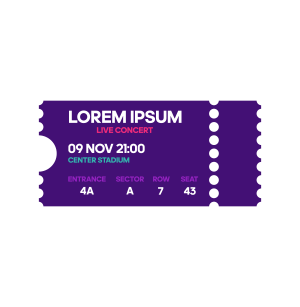 LOREM IPSUM
LIVE CONCERT
09 NOV 21:00
CENTER STADIUM
ENTRANCE SECTOR ROW SEAT
4A A 7 43